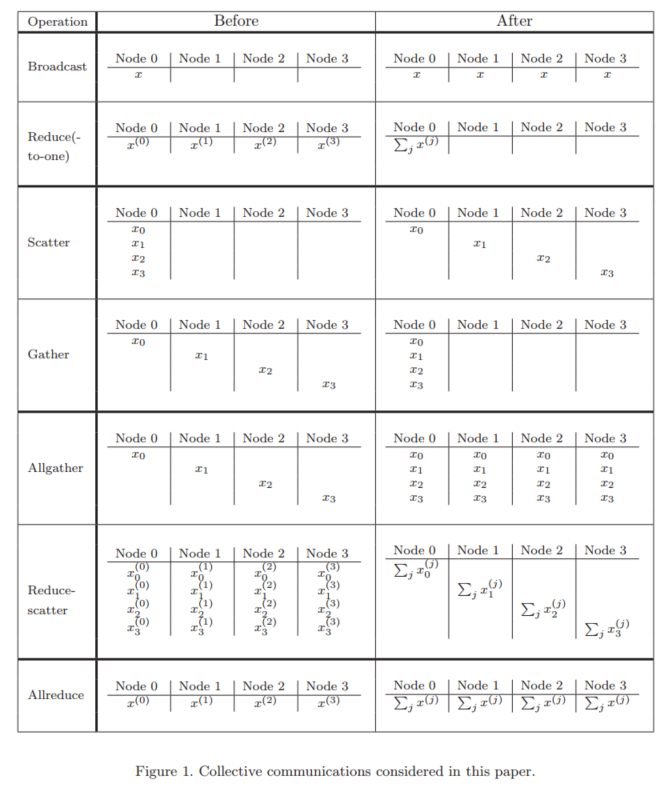 Operation Before After
Node 0 Node 1 Node 2 Node 3 Node 0 Node 1 Node 2 Node 3
Broadcast
x x x x x
Node 0 Node 1 Node 2 Node 3 Node 0 Node 1 Node 2 Node 3
Reduce(-
to-one)
x^(0) x^(1) x^(2) x^(3) ∑_j x^(j)
Node 0 Node 1 Node 2 Node 3 Node 0 Node 1 Node 2 Node 3
x_0 x_0
x_1 x_1
Scatter
x_2 x_2
x_3 x_3
Node 0 Node 1 Node 2 Node 3 Node 0 Node 1 Node 2 Node 3
x_0 x_0
x_1 x_1
Gather
x_2 x_2
x_3 x_3
Node 0 Node 1 Node 2 Node 3 Node 0 Node 1 Node 2 Node 3
x_0 x_0 x_0 x_0 x_0
x_1 x_1 x_1 x_1 x_1
Allgather
x_2 x_2 x_2 x_2 x_2
x_3 x_3 x_3 x_3 x_3
Node 0 Node 1 Node 2 Node 3 Node 0 Node 1 Node 2 Node 3
x_0^(0) x_0^(1) x_0^(2) x_0^(3) ∑_j x_0^(j)
x_1^(0) x_1^(1) x_1^(2) x_1^(3) ∑_j x_1^(j)
Reduce-
scatter
x_2^(0) x_2^(1) x_2^(2) x_2^(3) ∑_j x_2^(j)
x_3^(0) x_3^(1) x_3^(2) x_3^(3) ∑_j x_3^(j)
Node 0 Node 1 Node 2 Node 3 Node 0 Node 1 Node 2 Node 3
Allreduce
x^(0) x^(1) x^(2) x^(3) ∑_j x^(j) ∑_j x^(j) ∑_j x^(j) ∑_j x^(j)
Figure 1. Collective communications considered in this paper.